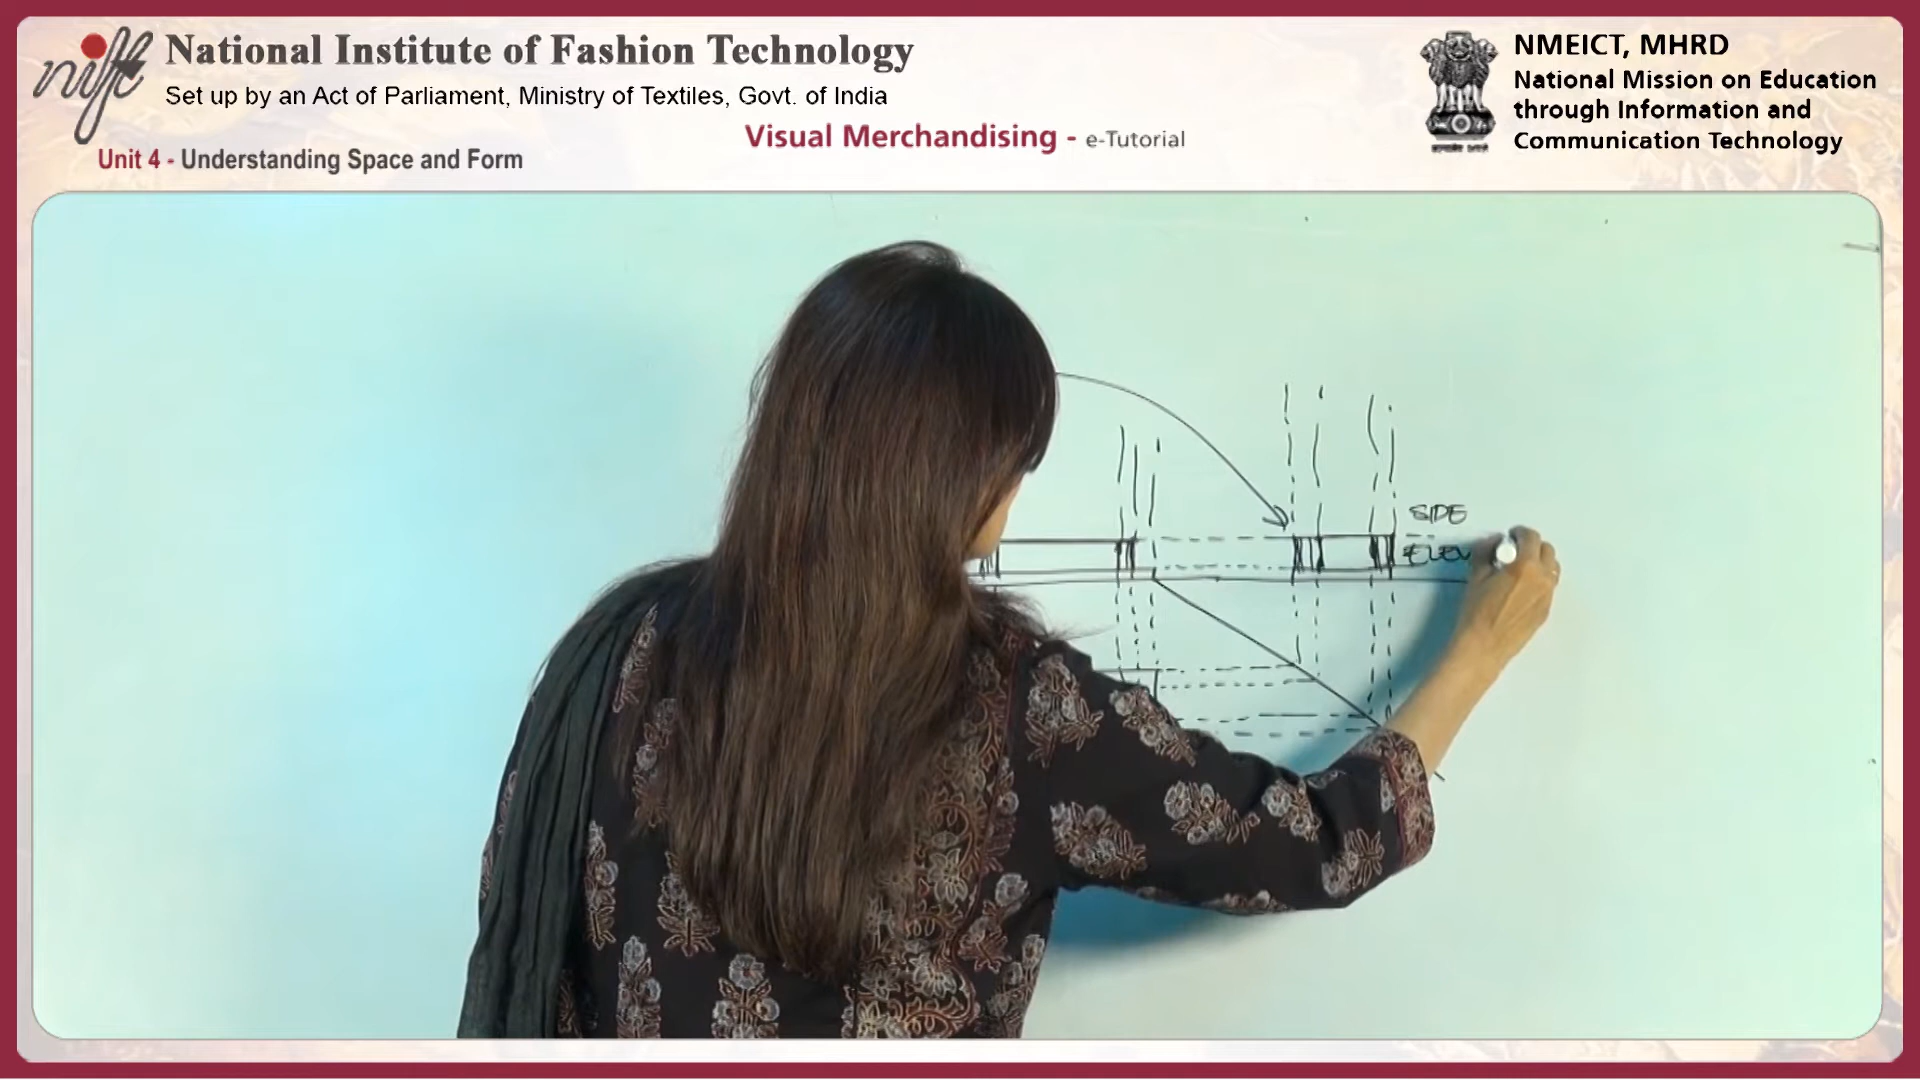 nift National Institute of Fashion Technology
Set up by an Act of Parliament, Ministry of Textiles, Govt. of India
Visual Merchandising - e-Tutorial
Unit 4 - Understanding Space and Form
NMEICT, MHRD
National Mission on Education
through Information and
Communication Technology
SIDE
ELEV